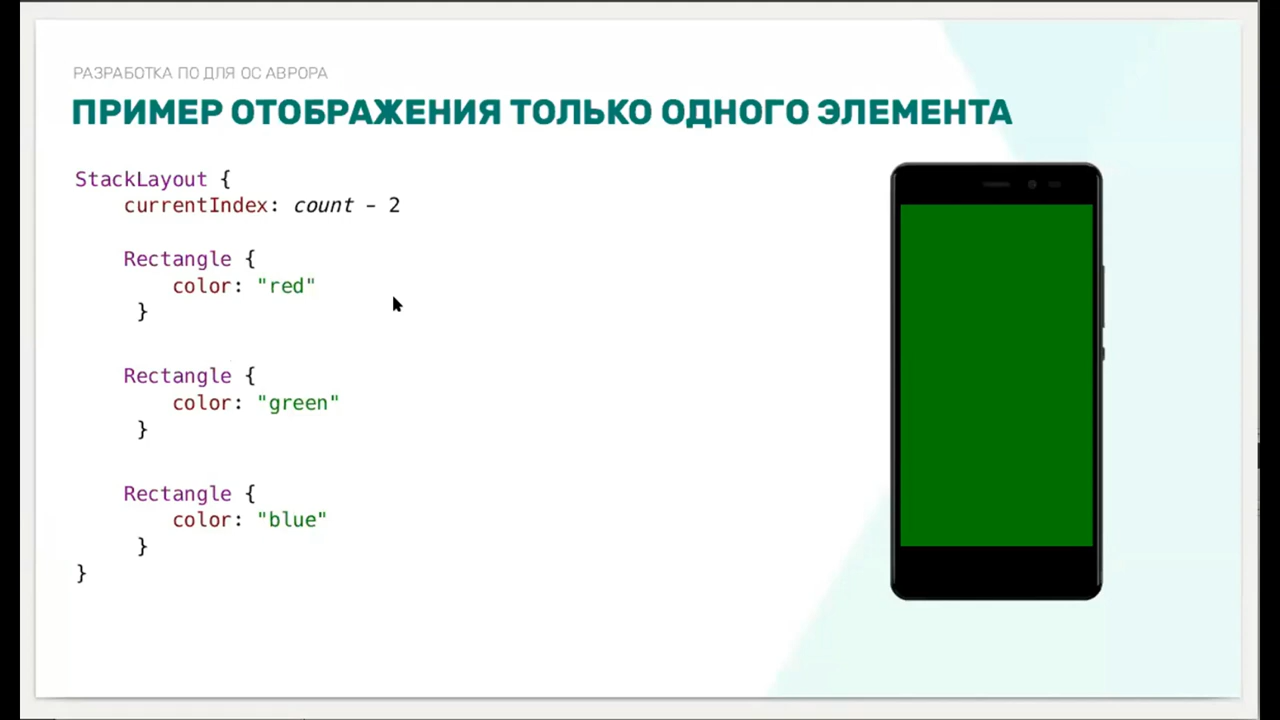 РАЗРАБОТКА ПО ДЛЯ ОС АВРОРА
ПРИМЕР ОТОБРАЖЕНИЯ ТОЛЬКО ОДНОГО ЭЛЕМЕНТА
StackLayout {
    currentIndex: count - 2
    Rectangle {
        color: "red"
     }
    Rectangle {
        color: "green"
     }
    Rectangle {
        color: "blue"
     }
}